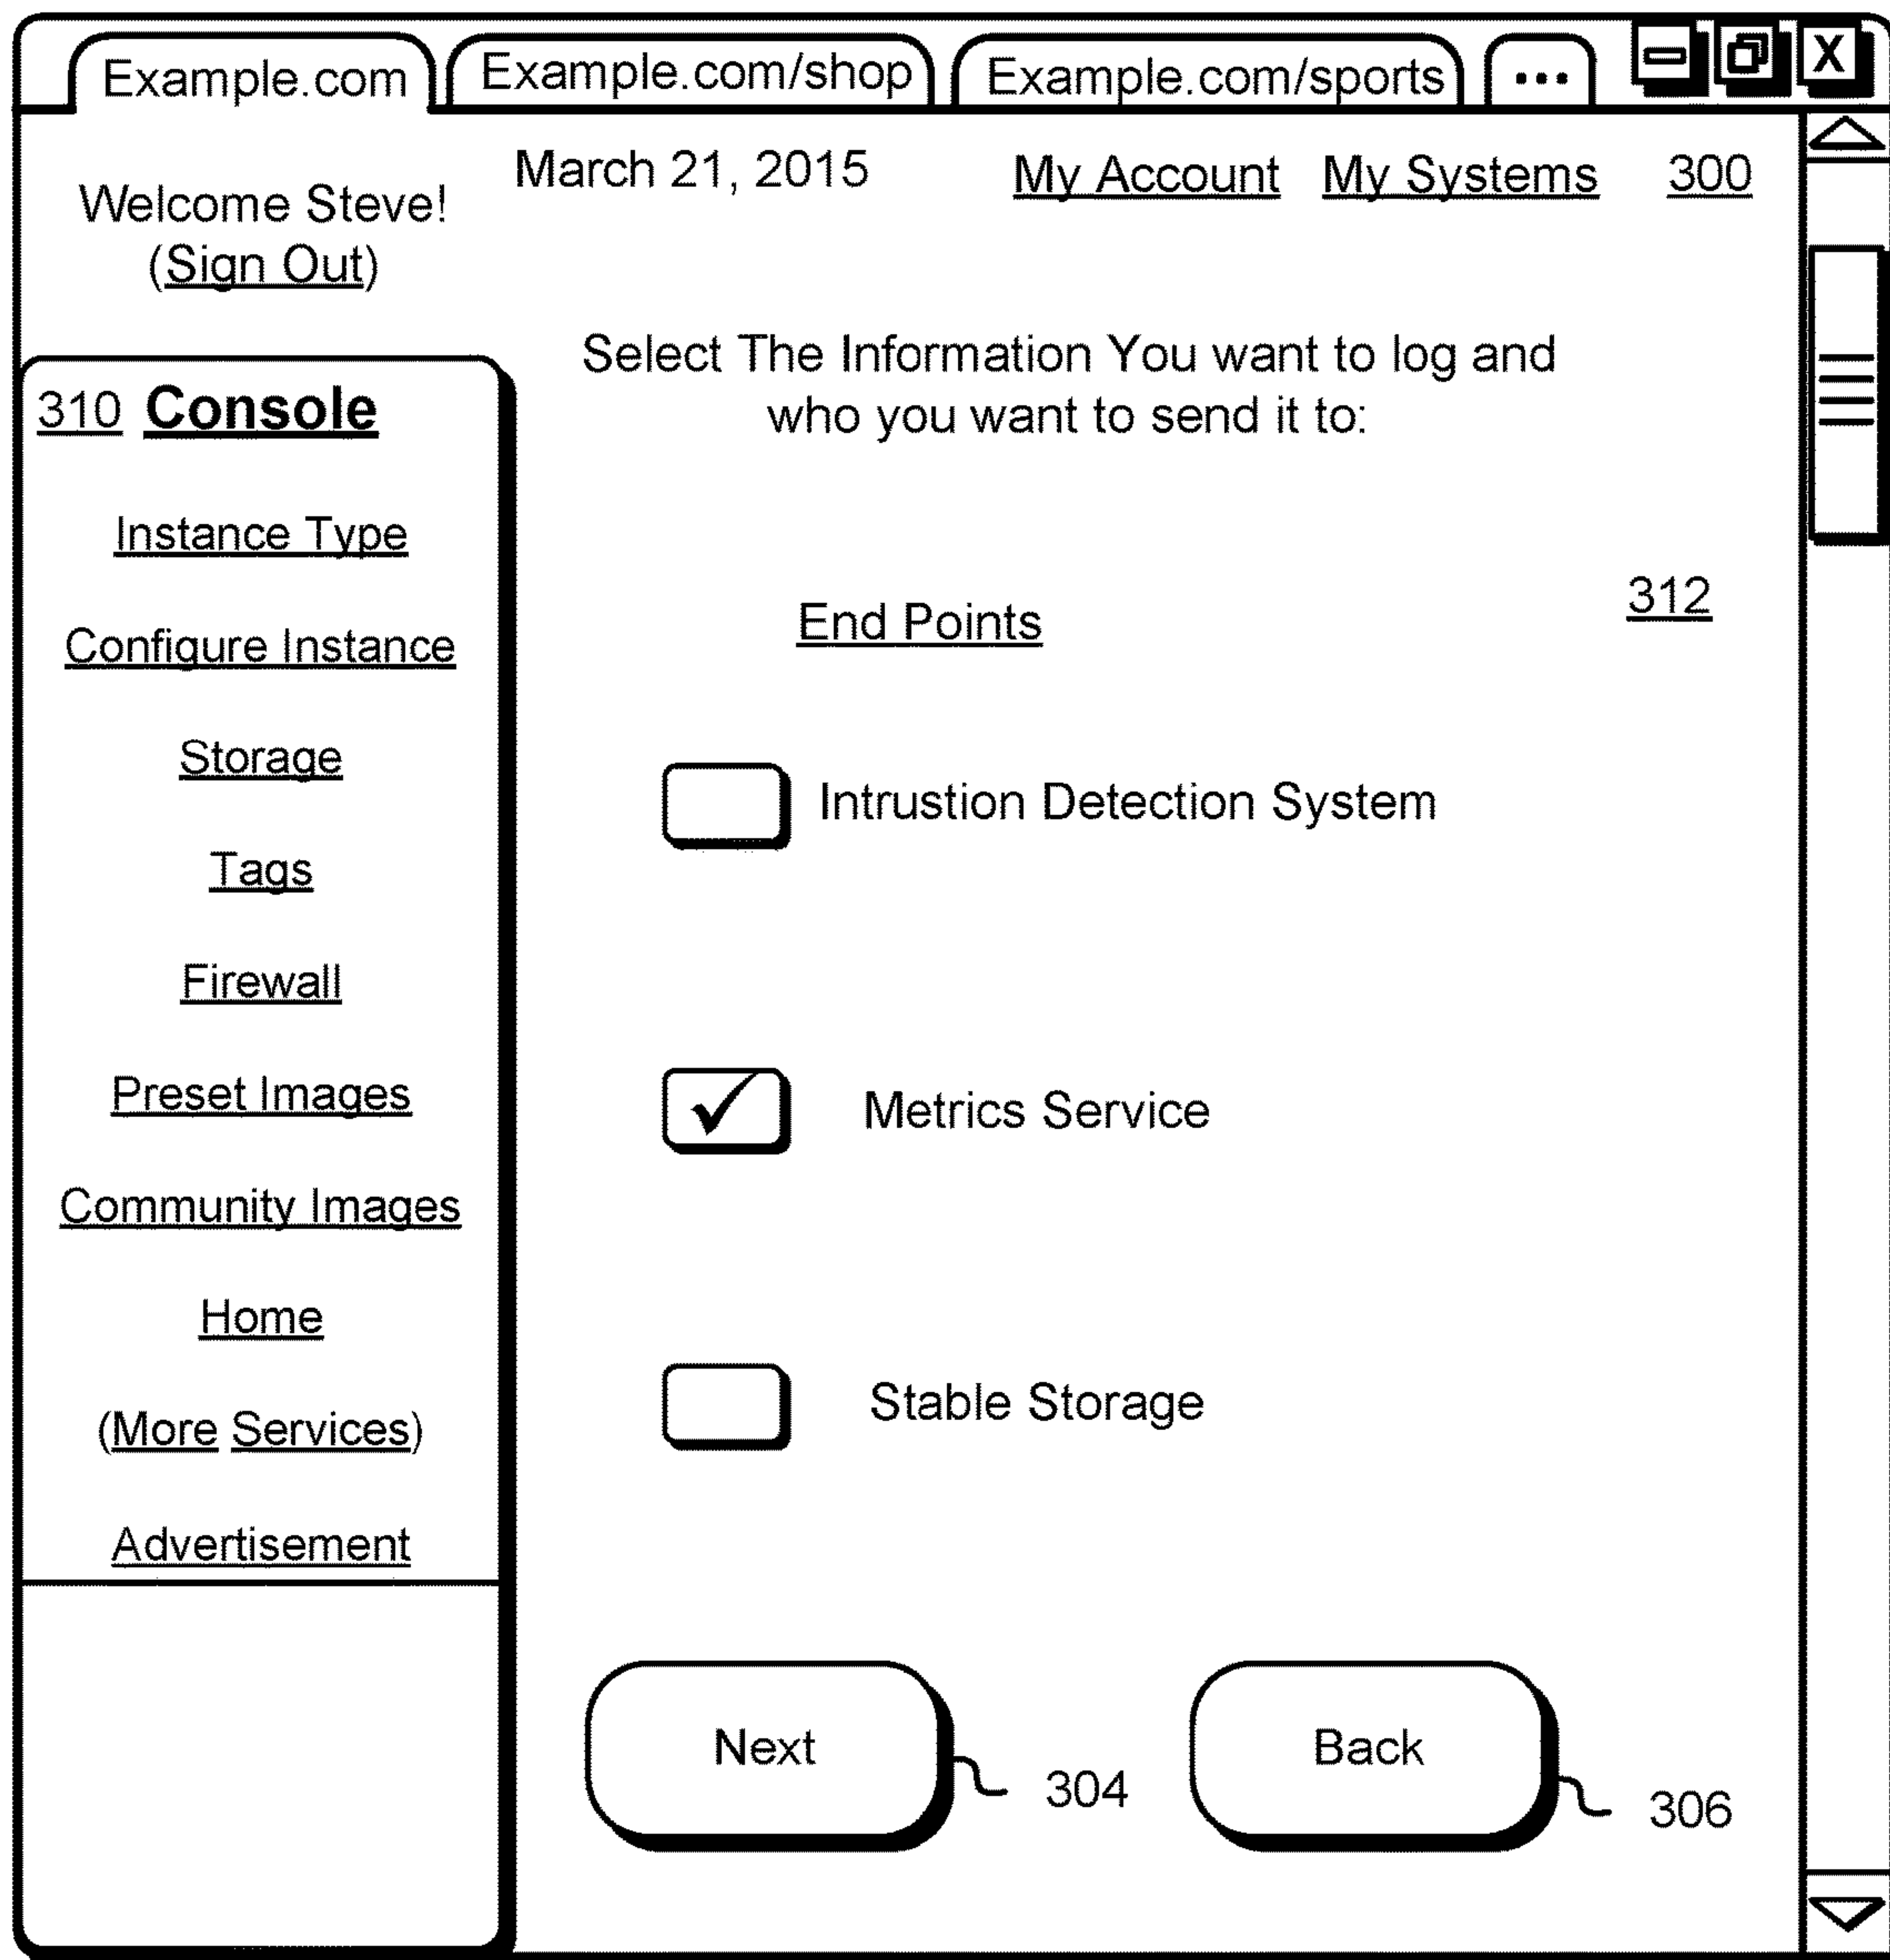 Example.com
Example.com/shop
Example.com/sports
...
X
Welcome Steve!
(Sign Out)
March 21, 2015
My Account
My Systems
300
310 Console
Instance Type
Configure Instance
Storage
Tags
Firewall
Preset Images
Community Images
Home
(More Services)
Advertisement
Select The Information You want to log and
who you want to send it to:
End Points
312
Intrustion Detection System
Metrics Service
Stable Storage
Next
304
Back
306